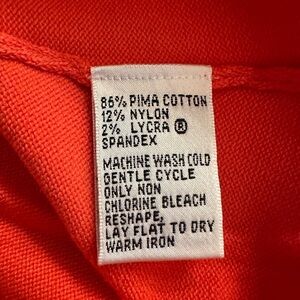 86% PIMA COTTON
12% NYLON
2% LYCRA ®
SPANDEX
MACHINE WASH COLD
GENTLE CYCLE
ONLY NON
CHLORINE BLEACH
RESHAPE,
LAY FLAT TO DRY
WARM IRON